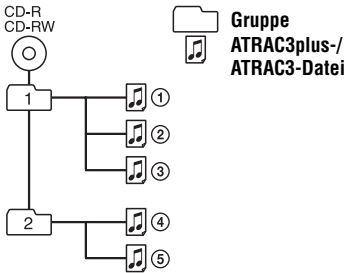 CD-R
CD-RW
Gruppe
ATRAC3plus-/
ATRAC3-Datei
1
①
②
③
2
④
⑤